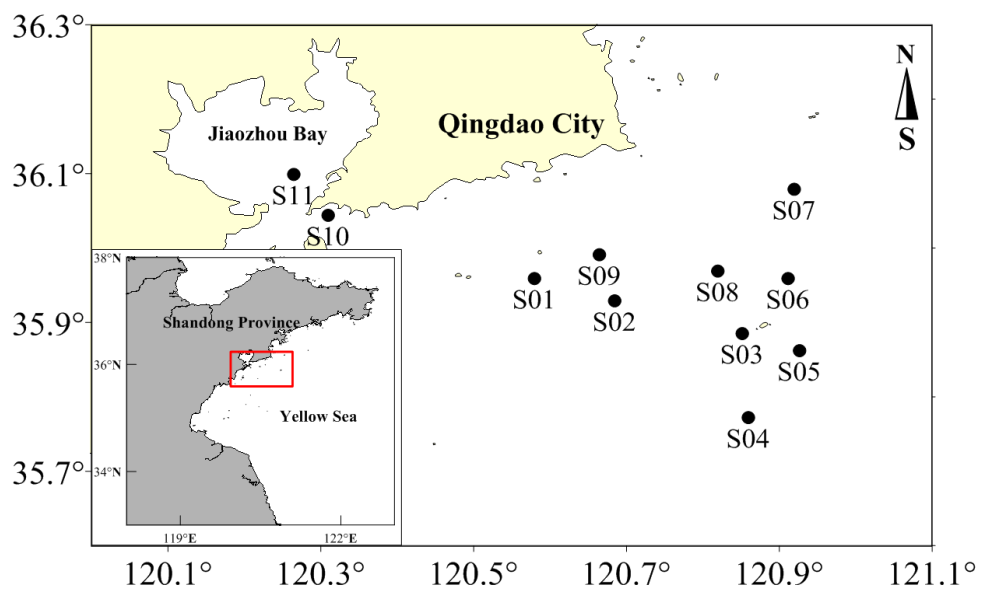 36.3°
N
S
Qingdao City
Jiaozhou Bay
36.1°
S11
S07
S10
38°N
S09
S08
S06
S01
S02
35.9°
Shandong Province
S03
S05
36°N
Yellow Sea
S04
35.7°
34°N
119°E
122°E
120.1°
120.3°
120.5°
120.7°
120.9°
121.1°